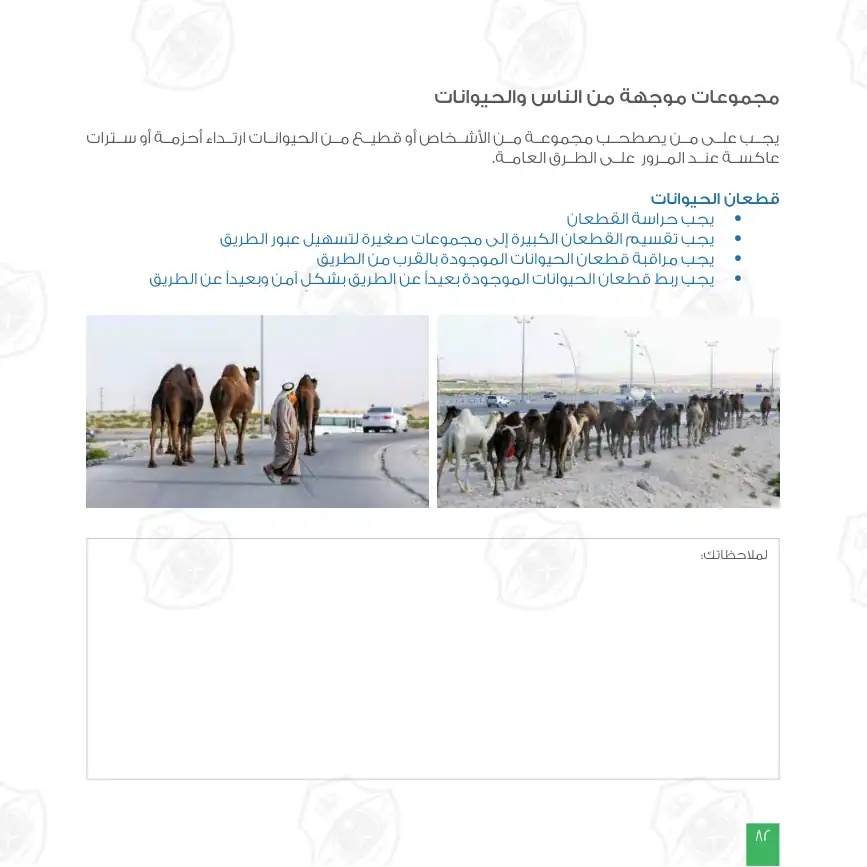 مجموعات موجهة من الناس والحيوانات
يجب على من يصطحب مجموعة من الأشخاص أو قطيع من الحيوانات ارتداء أحزمة أو سترات
عاكسة عند المرور على الطرق العامة.
قطعان الحيوانات
• يجب حراسة القطعان
• يجب تقسيم القطعان الكبيرة إلى مجموعات صغيرة لتسهيل عبور الطريق
• يجب مراقبة قطعان الحيوانات الموجودة بالقرب من الطريق
• يجب ربط قطعان الحيوانات الموجودة بعيداً عن الطريق بشكلٍ آمن وبعيداً عن الطريق
لملاحظاتك:
٨٢